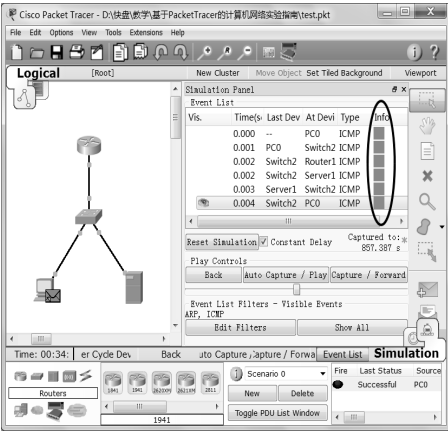 Cisco Packet Tracer - D:\快盘\教学\基于PacketTracer的计算机网络实验指南\test.pkt
File Edit Options View Tools Extensions Help
Logical [Root] New Cluster Move Object Set Tiled Background Viewport
Simulation Panel
Event List
Vis. Time(s Last Dev At Devi Type Info
0.000 -- PC0 ICMP
0.001 PC0 Switch2 ICMP
0.002 Switch2 Router1 ICMP
0.002 Switch2 Server1 ICMP
0.003 Server1 Switch2 ICMP
0.004 Switch2 PC0 ICMP
Reset Simulation Constant Delay Captured to:
857.387 s
Play Controls
Back Auto Capture / Play Capture / Forward
Event List Filters - Visible Events
ARP, ICMP
Edit Filters Show All
Time: 00:34: er Cycle Dev Back uto Capture / apture / Forwa Event List Simulation
Routers
1941 1941 2620XM 2621XM 2811
1941
Scenario 0
New Delete
Toggle PDU List Window
Fire Last Status Source
Successful PC0